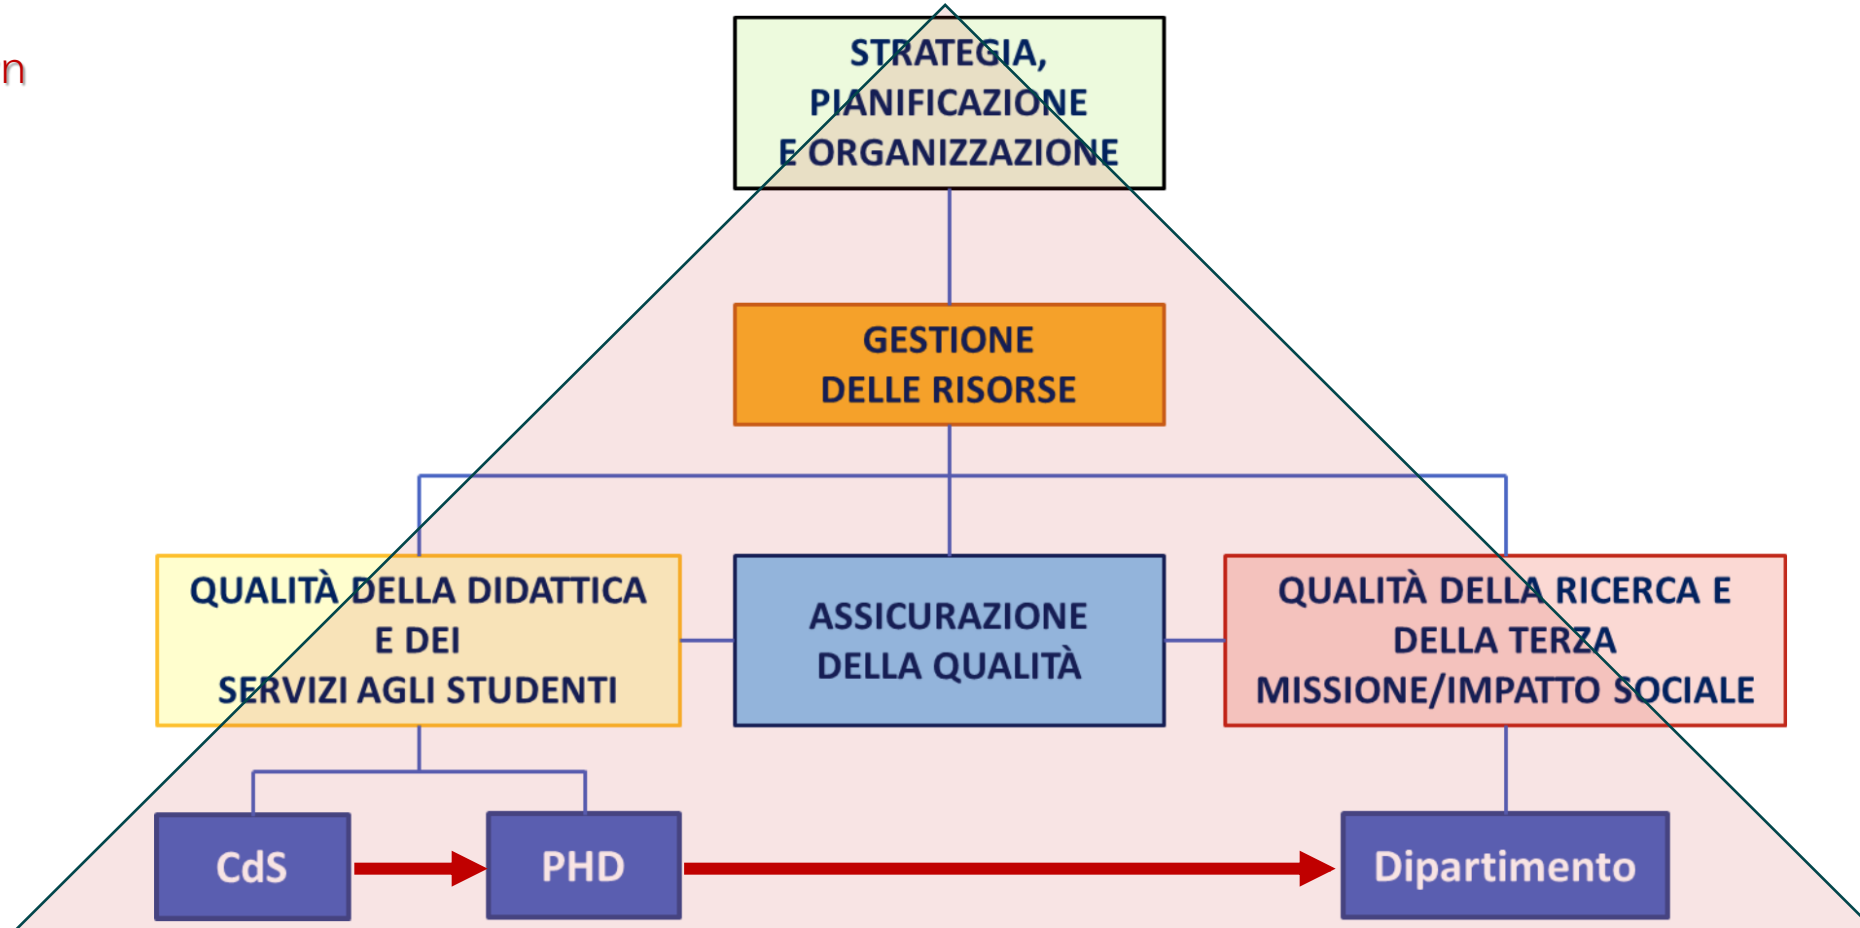 n
STRATEGIA,
PIANIFICAZIONE
E ORGANIZZAZIONE
GESTIONE
DELLE RISORSE
QUALITÀ DELLA DIDATTICA
E DEI
SERVIZI AGLI STUDENTI
ASSICURAZIONE
DELLA QUALITÀ
QUALITÀ DELLA RICERCA E
DELLA TERZA
MISSIONE/IMPATTO SOCIALE
CdS
PHD
Dipartimento